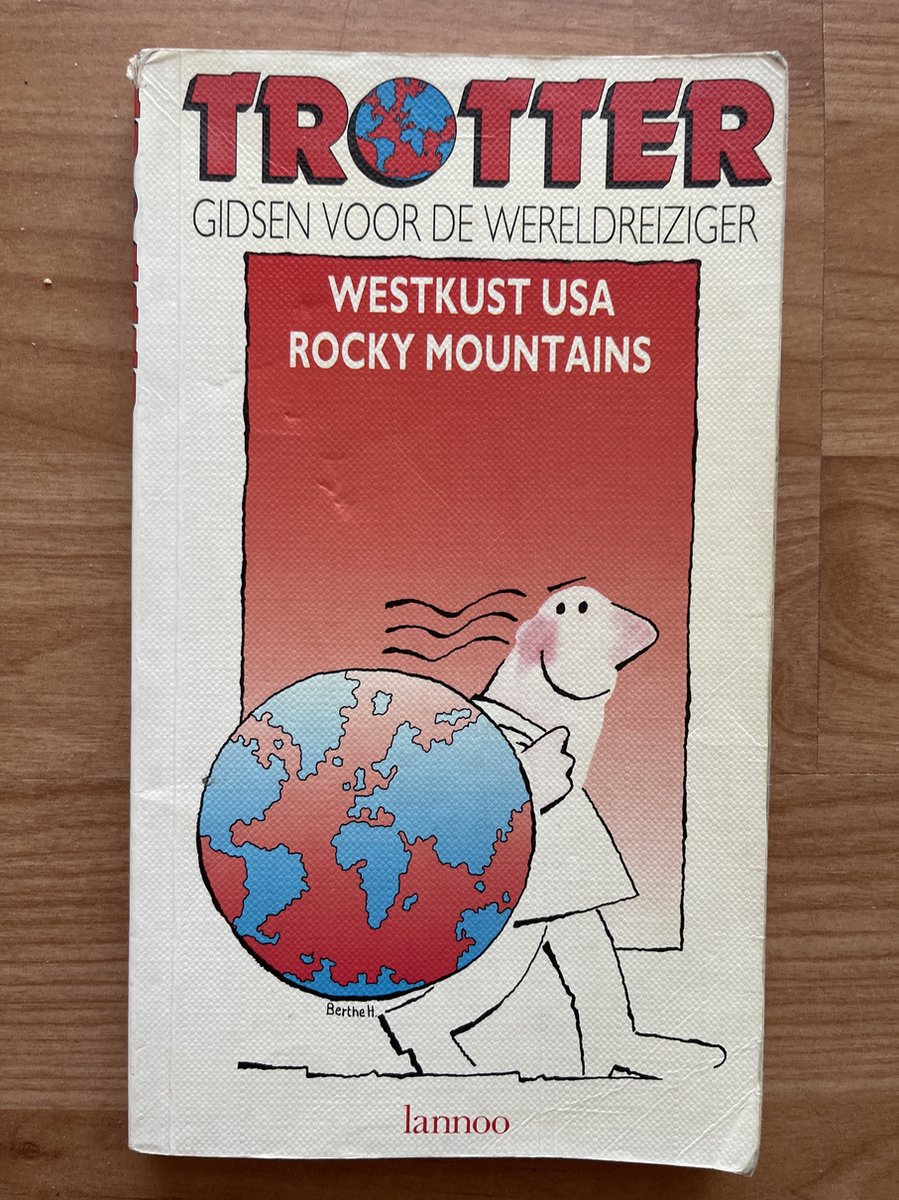 TROTTER
GIDSEN VOOR DE WERELDREIZIGER
WESTKUST USA
ROCKY MOUNTAINS
Berthe H.
lannoo